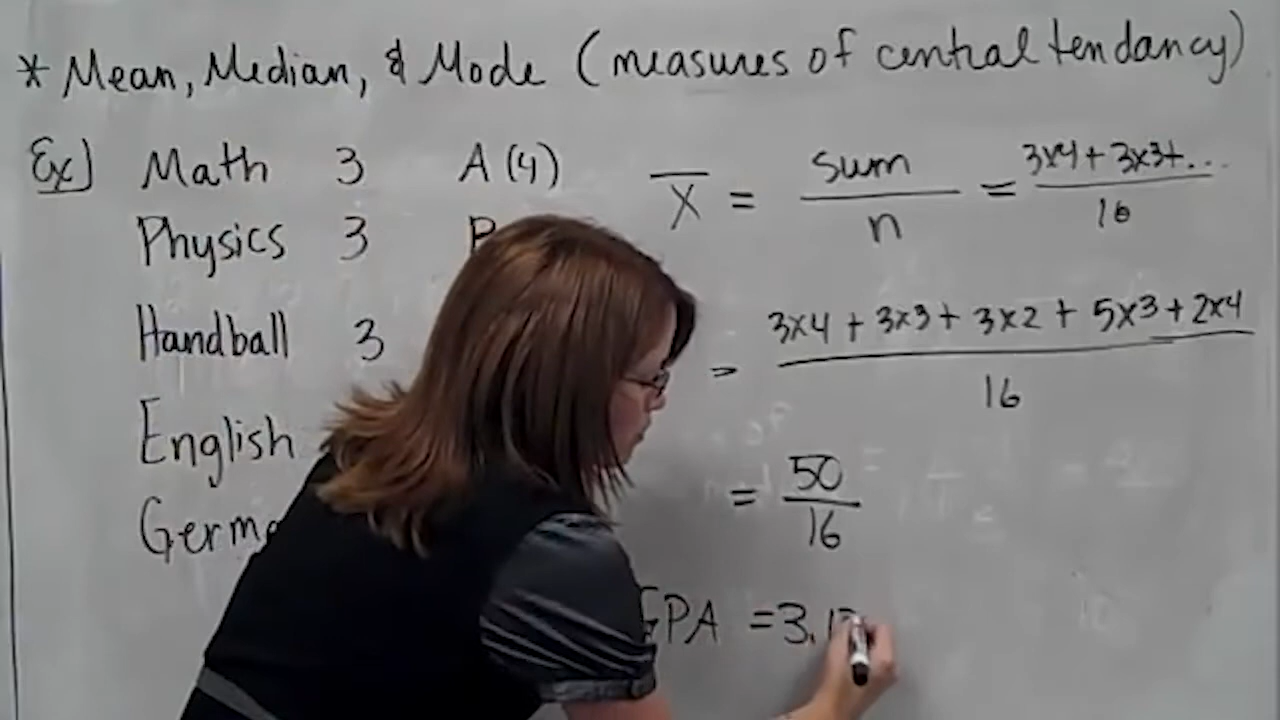 * Mean, Median, & Mode (measures of central tendancy)
Ex) Math 3 A (4)
Physics 3
Handball 3
English
X = sum / n = 3x4 + 3x3+... / 16
= 3x4 + 3x3 + 3x2 + 5x3 + 2x4 / 16
= 50 / 16
GPA = 3.1